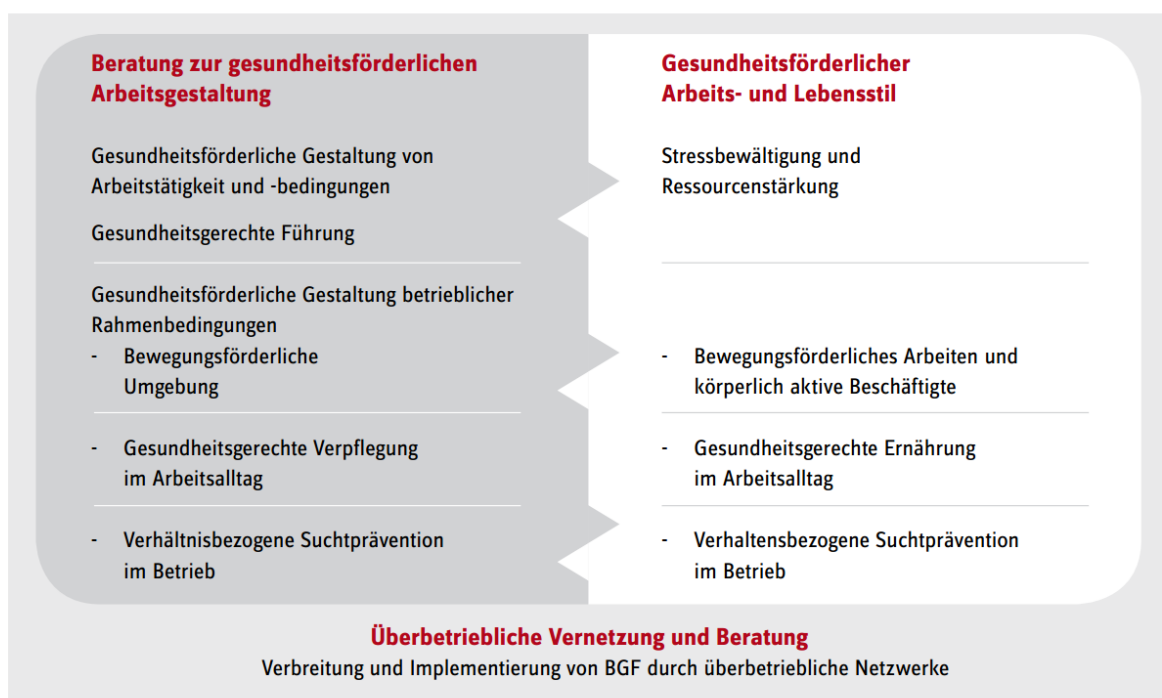 Beratung zur gesundheitsförderlichen
Arbeitsgestaltung
Gesundheitsförderliche Gestaltung von
Arbeitstätigkeit und -bedingungen
Gesundheitsgerechte Führung
Gesundheitsförderliche Gestaltung betrieblicher
Rahmenbedingungen
- Bewegungsförderliche
Umgebung
- Gesundheitsgerechte Verpflegung
im Arbeitsalltag
- Verhältnisbezogene Suchtprävention
im Betrieb
Gesundheitsförderlicher
Arbeits- und Lebensstil
Stressbewältigung und
Ressourcenstärkung
- Bewegungsförderliches Arbeiten und
körperlich aktive Beschäftigte
- Gesundheitsgerechte Ernährung
im Arbeitsalltag
- Verhaltensbezogene Suchtprävention
im Betrieb
Überbetriebliche Vernetzung und Beratung
Verbreitung und Implementierung von BGF durch überbetriebliche Netzwerke